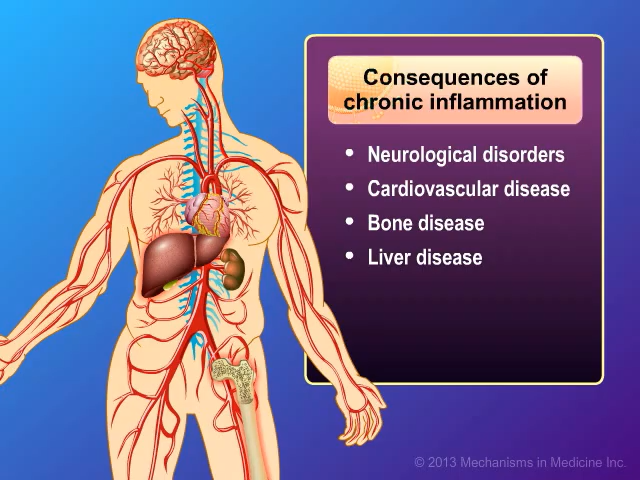 Consequences of
chronic inflammation
• Neurological disorders
• Cardiovascular disease
• Bone disease
• Liver disease
© 2013 Mechanisms in Medicine Inc.